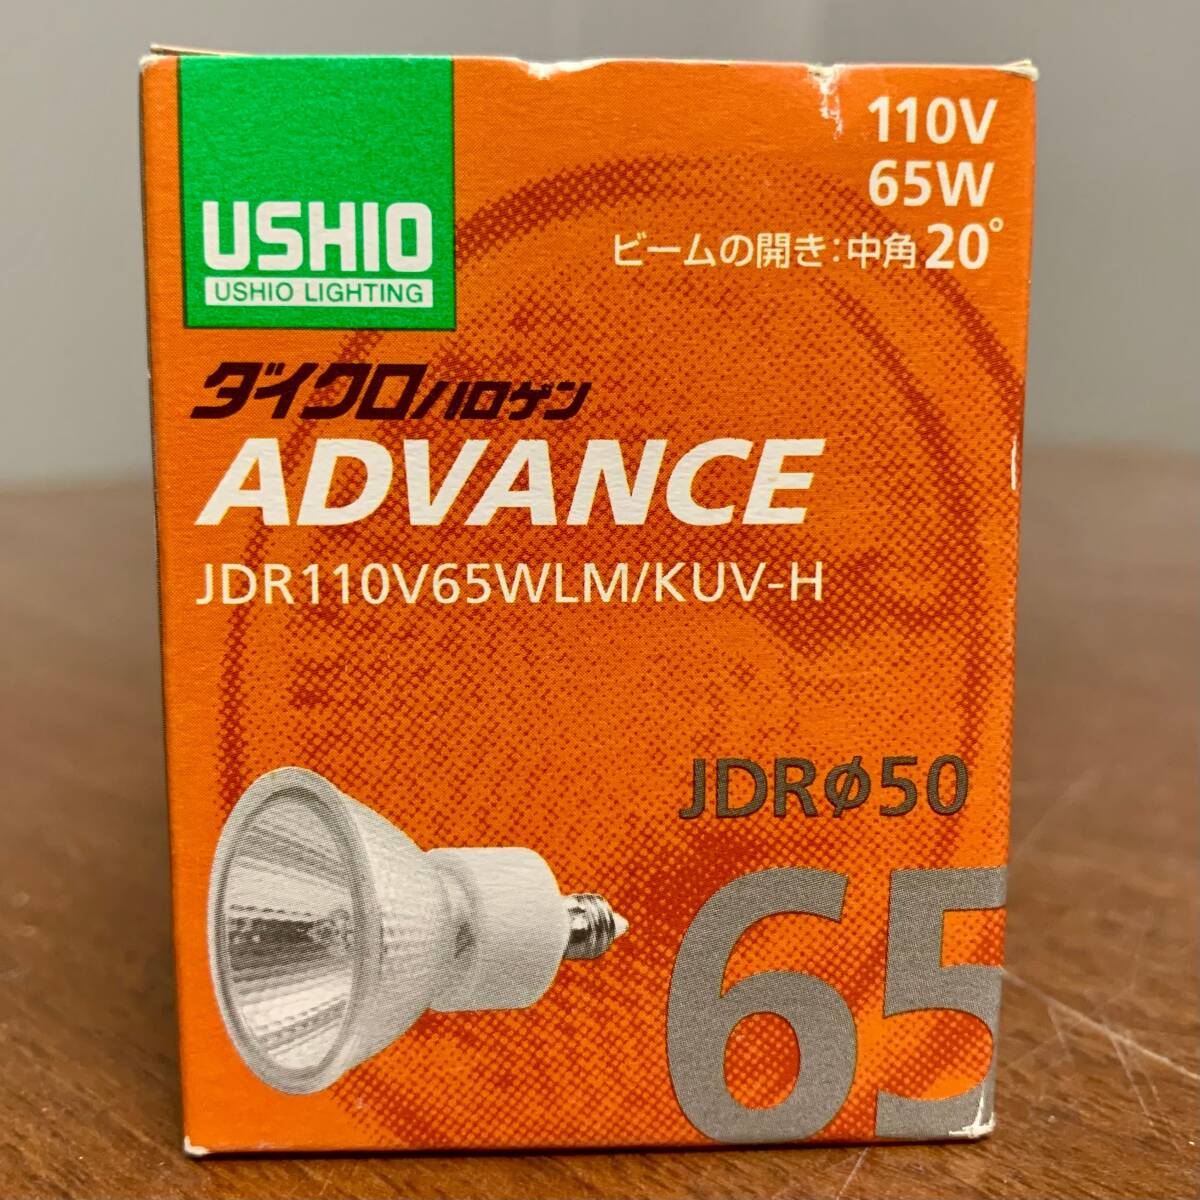 USHIO
USHIO LIGHTING
110V
65W
ビームの開き:中角20°
ダイクロハロゲン
ADVANCE
JDR110V65WLM/KUV-H
JDRφ50
65